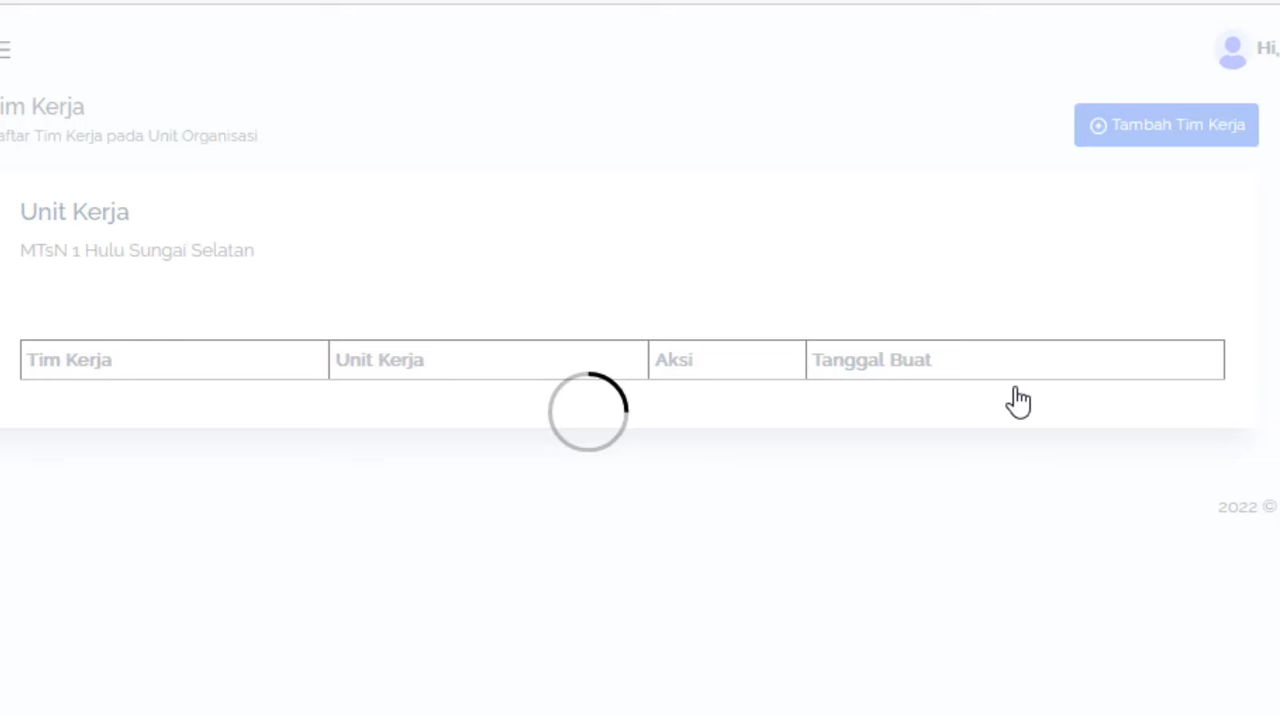 Hi,
im Kerja
aftar Tim Kerja pada Unit Organisasi
Tambah Tim Kerja
Unit Kerja
MTsN 1 Hulu Sungai Selatan
Tim Kerja Unit Kerja Aksi Tanggal Buat
2022 ©